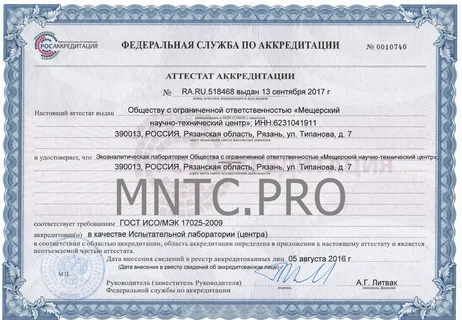 РОСАККРЕДИТАЦИЯ
ФЕДЕРАЛЬНАЯ СЛУЖБА ПО АККРЕДИТАЦИИ
№ 0010740
АТТЕСТАТ АККРЕДИТАЦИИ
№ RA.RU.518468 выдан 13 сентября 2017 г
номер аттестата аккредитации и дата выдачи
Настоящий аттестат выдан Обществу с ограниченной ответственностью «Мещерский
научно-технический центр»; ИНН:6231041911
390013, РОССИЯ, Рязанская область, Рязань, ул. Типанова, д. 7
и удостоверяет, что Экоаналитическая лаборатория Общества с ограниченной ответственностью «Мещерский научно-технический центр,
390013, РОССИЯ, Рязанская область, Рязань, ул. Типанова, д. 7
MNTC.PRO
соответствует требованиям ГОСТ ИСО/МЭК 17025-2009
аккредитован(о) в качестве Испытательной лаборатории (центра)
в соответствии с областью аккредитации, область аккредитации определена в приложении к настоящему аттестату и является
неотъемлемой частью аттестата.
Дата внесения сведений в реестр аккредитованных лиц 05 августа 2016 г
(Дата внесения в реестр сведений об аккредитованном лице)
М.П.
Руководитель (заместитель Руководителя)
Федеральной службы по аккредитации
А.Г. Литвак